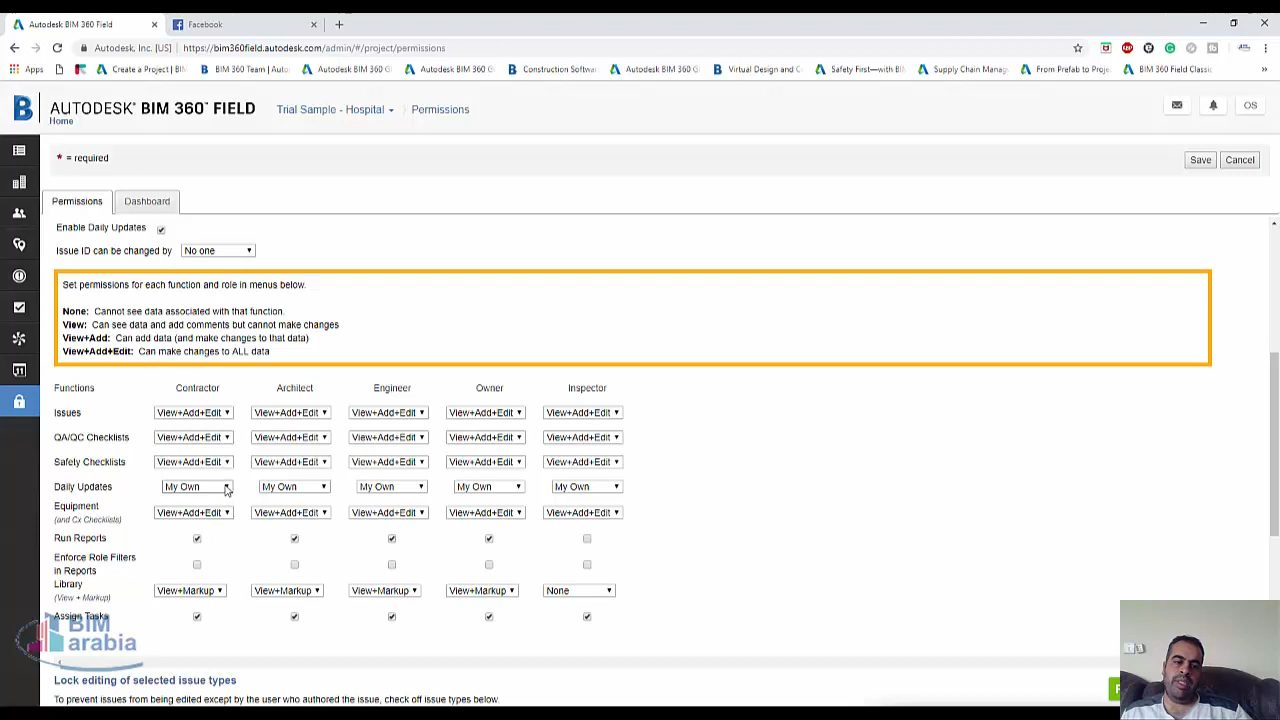 Autodesk BIM 360 Field
Facebook
Autodesk, Inc. [US]
https://bim360field.autodesk.com/admin/#/project/permissions
Apps
Create a Project | BIM
BIM 360 Team | Auto
Autodesk BIM 360 Gl
Autodesk BIM 360 Gl
Construction Softwa
Autodesk BIM 360 Gl
Virtual Design and C
Safety First—with BIM
Supply Chain Manag
From Prefab to Proje
BIM 360 Field Classic
AUTODESK® BIM 360™ FIELD
Trial Sample - Hospital
Permissions
OS
Home
* = required
Save
Cancel
Permissions
Dashboard
Enable Daily Updates
Issue ID can be changed by
No one
Set permissions for each function and role in menus below.
None: Cannot see data associated with that function.
View: Can see data and add comments but cannot make changes
View+Add: Can add data (and make changes to that data)
View+Add+Edit: Can make changes to ALL data
Functions Contractor Architect Engineer Owner Inspector
Issues View+Add+Edit View+Add+Edit View+Add+Edit View+Add+Edit View+Add+Edit
QA/QC Checklists View+Add+Edit View+Add+Edit View+Add+Edit View+Add+Edit View+Add+Edit
Safety Checklists View+Add+Edit View+Add+Edit View+Add+Edit View+Add+Edit View+Add+Edit
Daily Updates My Own My Own My Own My Own My Own
Equipment
(and Cx Checklists)
View+Add+Edit View+Add+Edit View+Add+Edit View+Add+Edit View+Add+Edit
Run Reports
Enforce Role Filters
in Reports
Library
(View + Markup)
View+Markup View+Markup View+Markup View+Markup None
Assign Tasks
BIM
arabia
Lock editing of selected issue types
To prevent issues from being edited except by the user who authored the issue, check off issue types below.